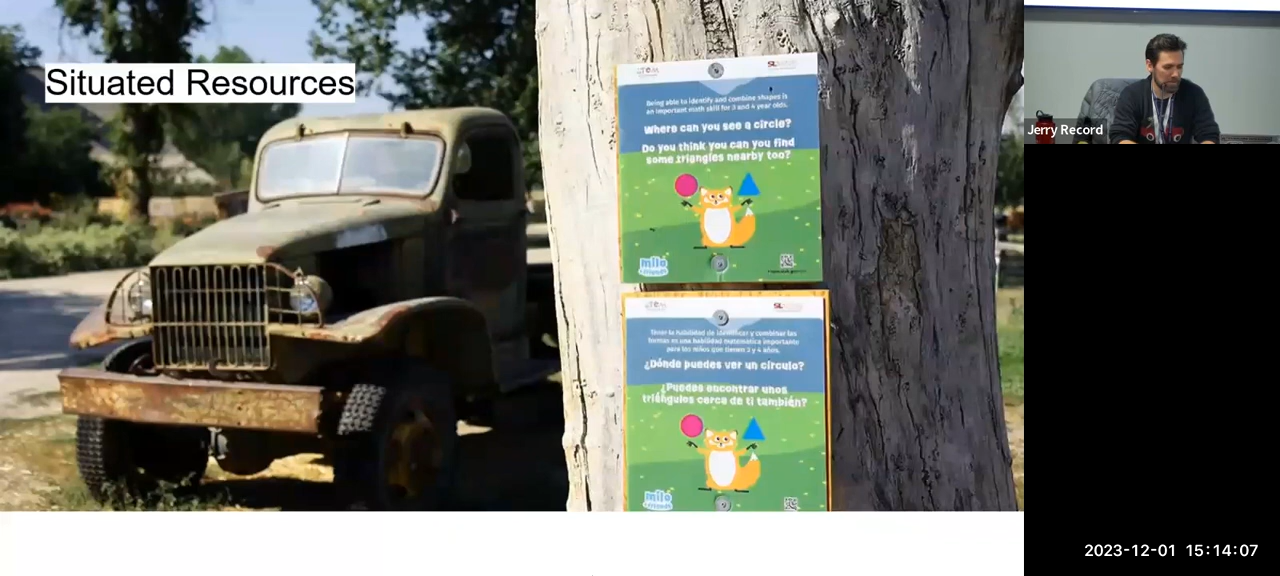 Situated Resources
Being able to identify and combine shapes is
an important math skill for 3 and 4 year olds.
Where can you see a circle?
Do you think you can you find
some triangles nearby too?
milo
Tener la habilidad de identificar y combinar las
formas es una habilidad matemática importante
para los niños que tienen 3 y 4 años.
¿Dónde puedes ver un círculo?
¿Puedes encontrar unos
triángulos cerca de ti también?
milo
Jerry Record
2023-12-01 15:14:07